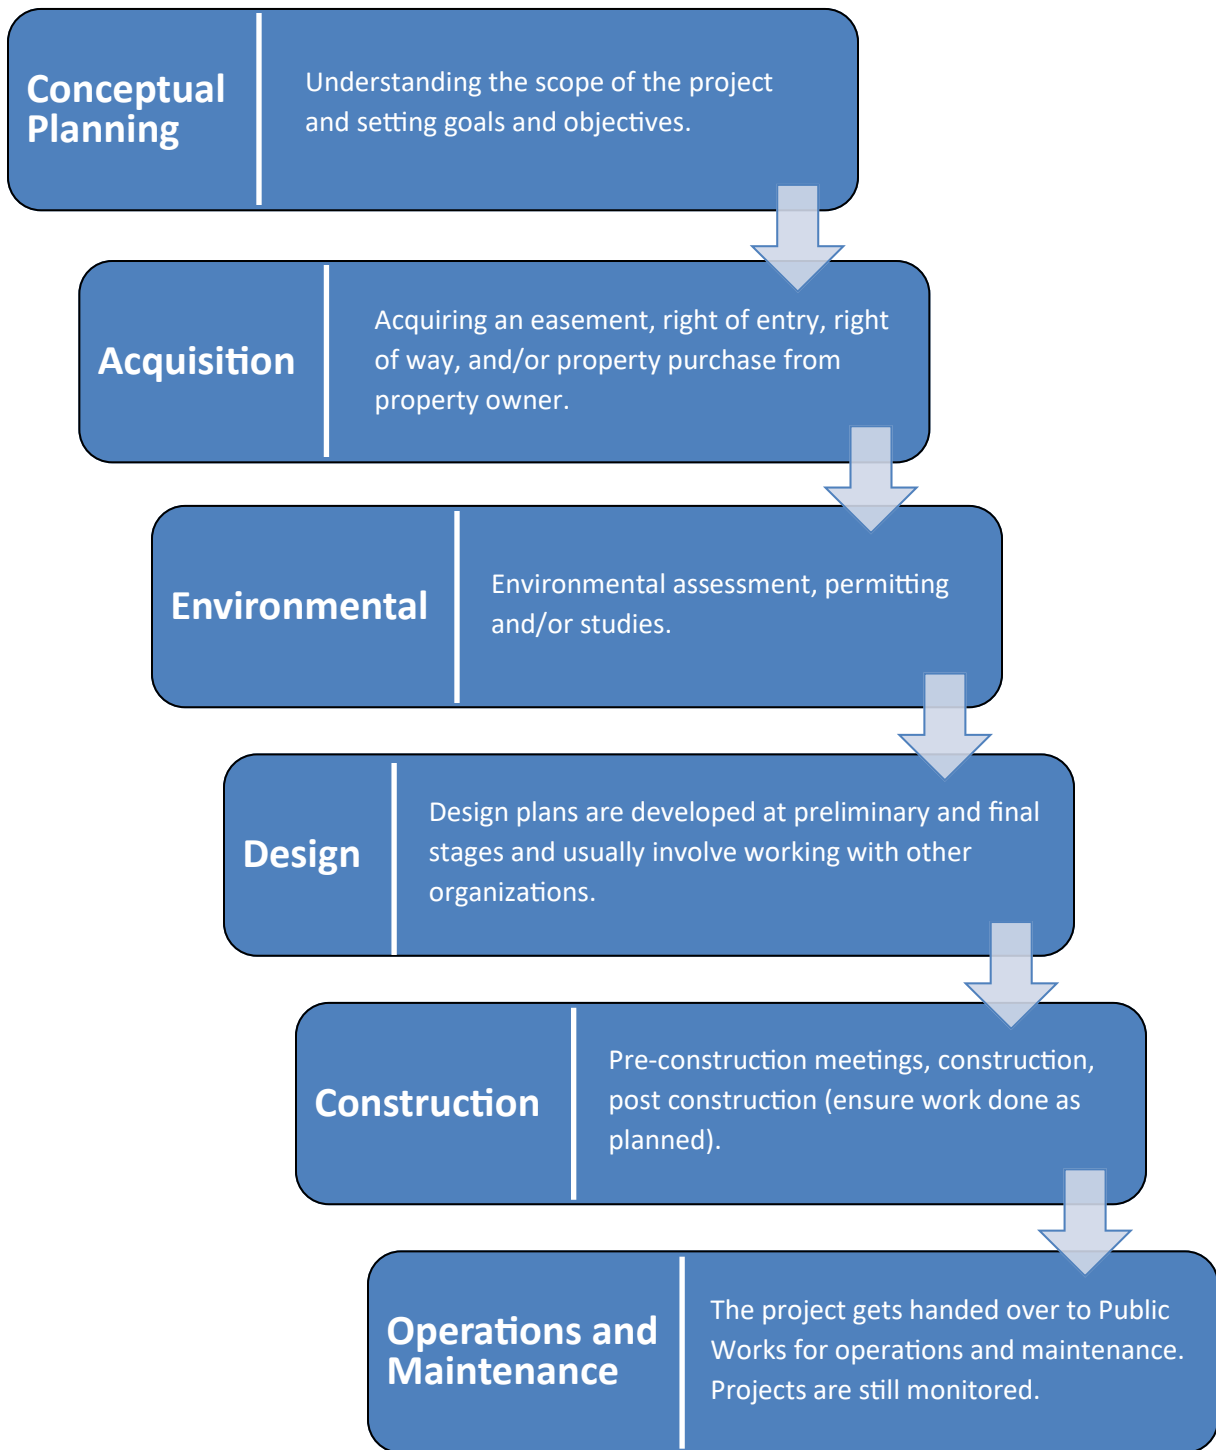 Conceptual
Planning
Understanding the scope of the project
and setting goals and objectives.
Acquisition
Acquiring an easement, right of entry, right
of way, and/or property purchase from
property owner.
Environmental
Environmental assessment, permitting
and/or studies.
Design
Design plans are developed at preliminary and final
stages and usually involve working with other
organizations.
Construction
Pre-construction meetings, construction,
post construction (ensure work done as
planned).
Operations and
Maintenance
The project gets handed over to Public
Works for operations and maintenance.
Projects are still monitored.